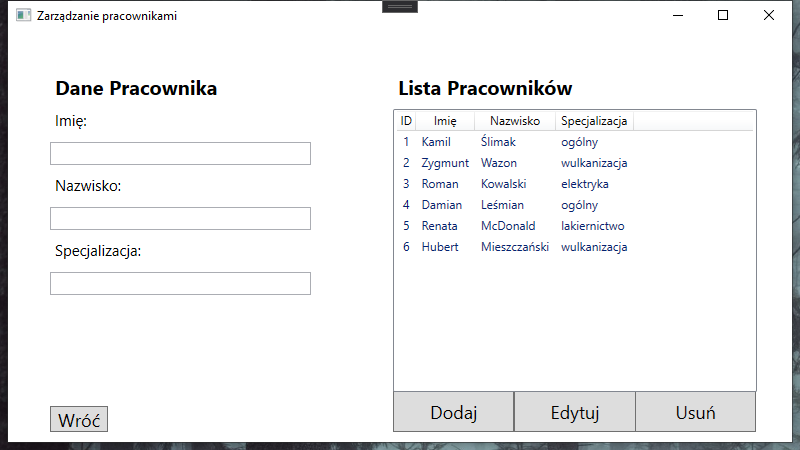 Zarządzanie pracownikami
Dane Pracownika
Imię:
Nazwisko:
Specjalizacja:
Wróć
Lista Pracowników
ID Imię Nazwisko Specjalizacja
1 Kamil Ślimak ogólny
2 Zygmunt Wazon wulkanizacja
3 Roman Kowalski elektryka
4 Damian Leśmian ogólny
5 Renata McDonald lakiernictwo
6 Hubert Mieszczański wulkanizacja
Dodaj Edytuj Usuń